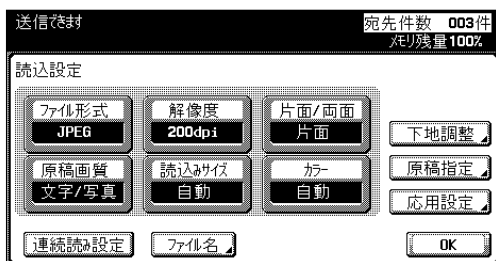 送信できます
宛先件数 003件
メモリ残量100%
読込設定
ファイル形式 解像度 片面/両面
JPEG 200dpi 片面
下地調整
原稿画質 読込みサイズ カラー
文字/写真 自動 自動
原稿指定
応用設定
連続読み設定 ファイル名 OK